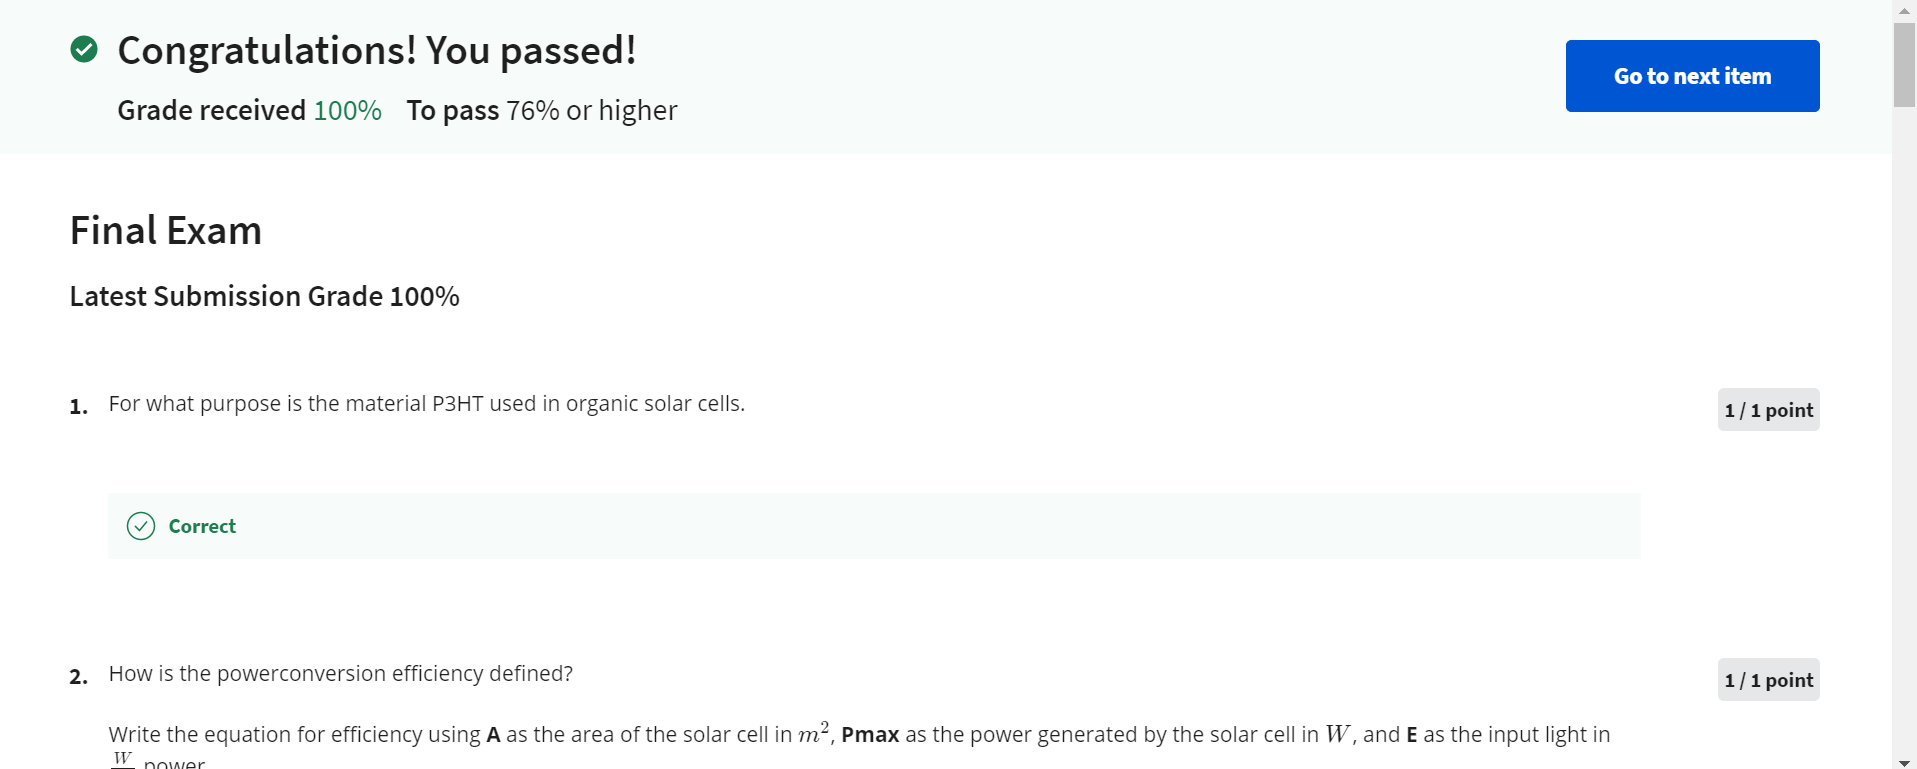 Congratulations! You passed!
Go to next item
Grade received 100% To pass 76% or higher
Final Exam
Latest Submission Grade 100%
1. For what purpose is the material P3HT used in organic solar cells.
1 / 1 point
Correct
2. How is the powerconversion efficiency defined?
1 / 1 point
Write the equation for efficiency using A as the area of the solar cell in m², Pmax as the power generated by the solar cell in W, and E as the input light in
W power